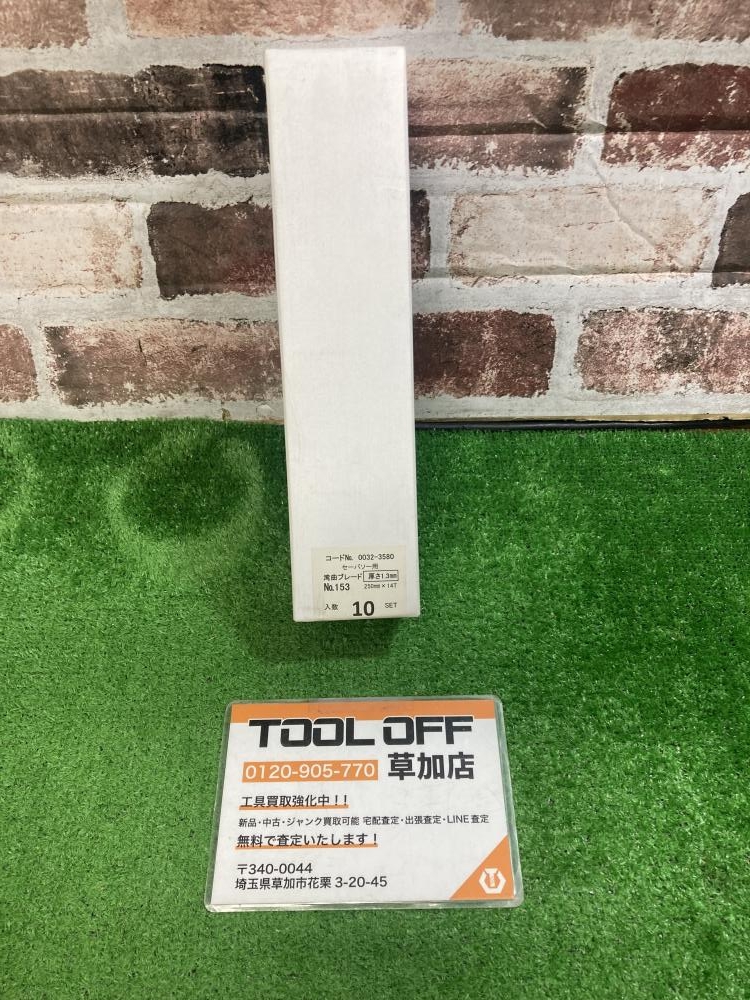 コードNo. 0032-3580
セーバソー用
湾曲ブレード 厚さ1.3mm
No.153 250mm×14T
入数 10 SET
TOOL OFF
0120-905-770 草加店
工具買取強化中!!
新品・中古・ジャンク買取可能 宅配査定・出張査定・LINE査定
無料で査定いたします!
〒340-0044
埼玉県草加市花栗 3-20-45